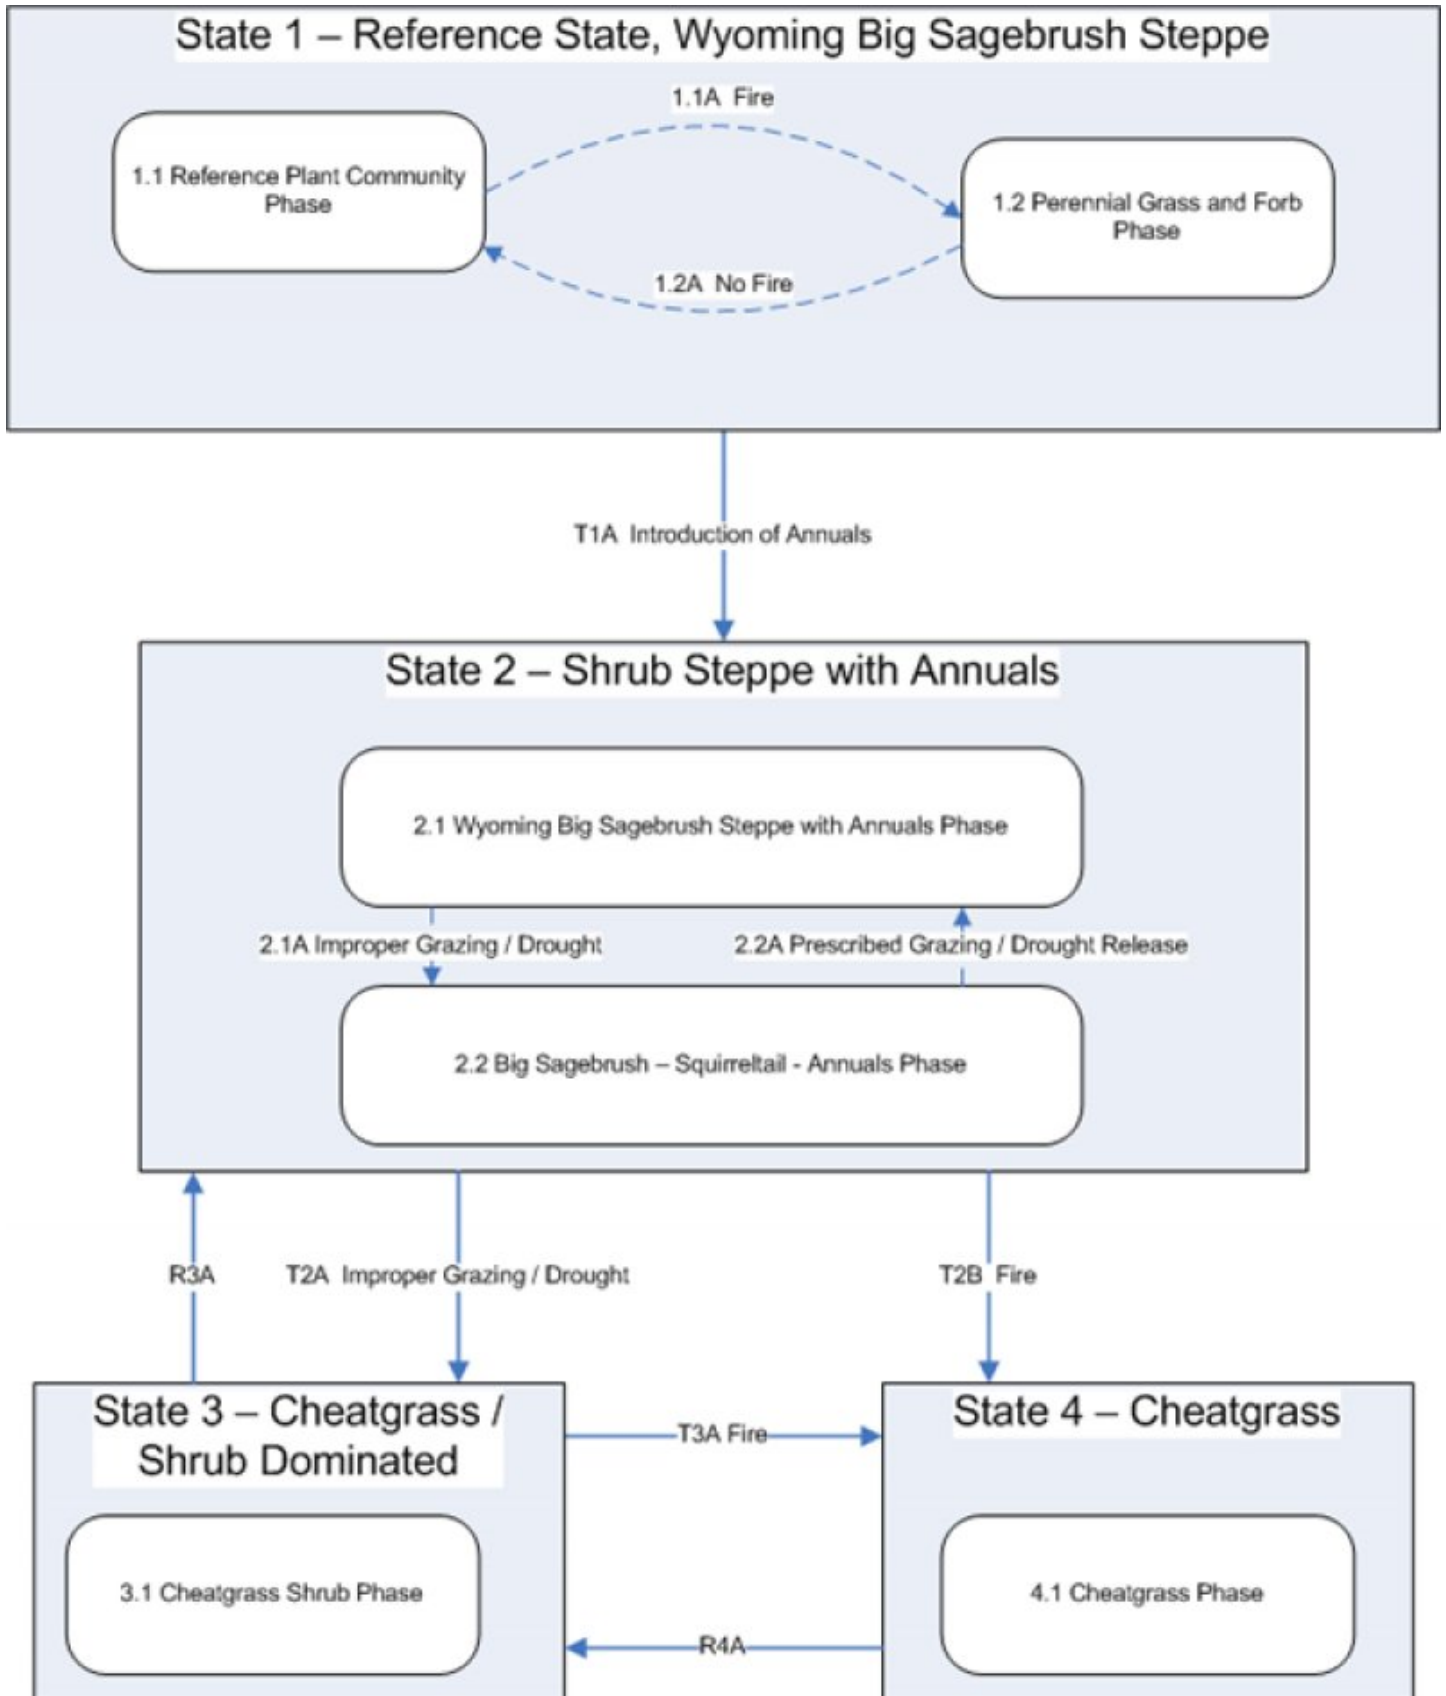 State 1 – Reference State, Wyoming Big Sagebrush Steppe
1.1A  Fire
1.1 Reference Plant Community
Phase
1.2 Perennial Grass and Forb
Phase
1.2A  No Fire
T1A  Introduction of Annuals
State 2 – Shrub Steppe with Annuals
2.1 Wyoming Big Sagebrush Steppe with Annuals Phase
2.1A Improper Grazing / Drought
2.2A Prescribed Grazing / Drought Release
2.2 Big Sagebrush – Squirreltail - Annuals Phase
R3A
T2A  Improper Grazing / Drought
T2B  Fire
State 3 – Cheatgrass /
Shrub Dominated
T3A Fire
State 4 – Cheatgrass
3.1 Cheatgrass Shrub Phase
4.1 Cheatgrass Phase
R4A